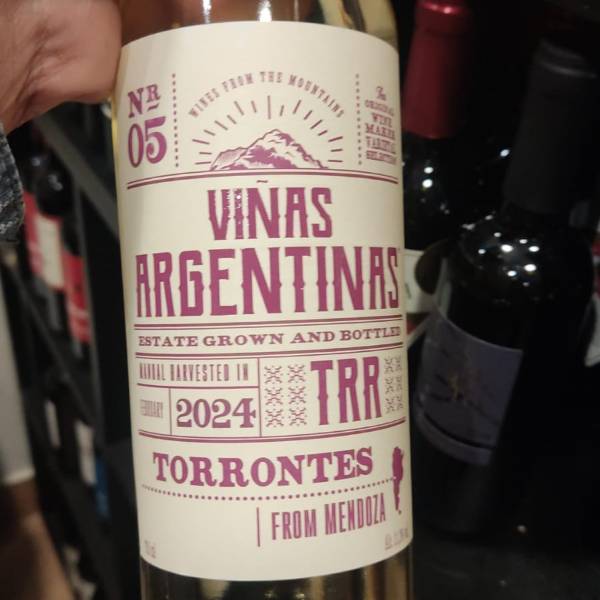 NR
05
WINES FROM THE MOUNTAINS
The
ORIGINAL
WINE
MAKER
VARIETAL
SELECTION
VIÑAS
ARGENTINAS
ESTATE GROWN AND BOTTLED
MANUAL HARVESTED IN
FEBRUARY
2024
TRR
TORRONTES
FROM MENDOZA